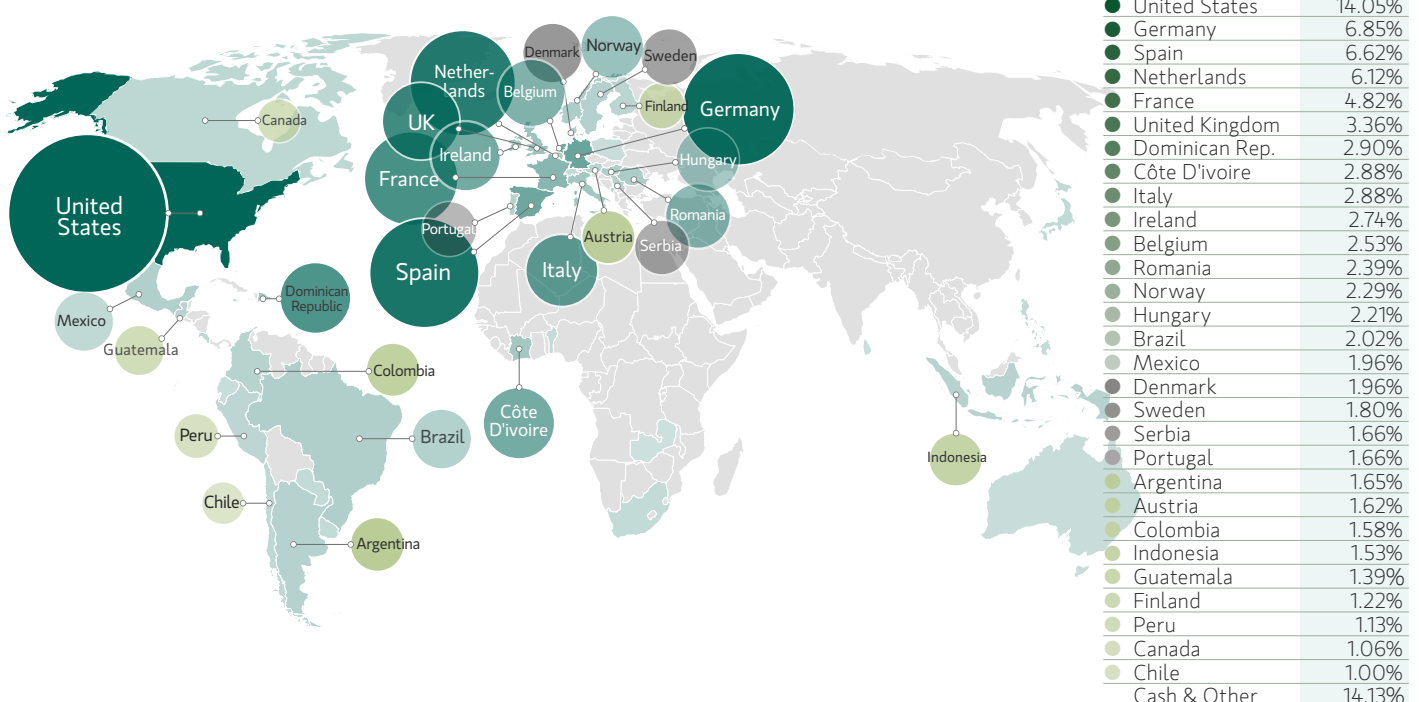 United
States
Canada
Mexico
Guatemala
Dominican
Republic
Colombia
Peru
Brazil
Chile
Argentina
Nether-
lands
UK
Belgium
Ireland
France
Portugal
Spain
Denmark
Norway
Sweden
Finland
Germany
Hungary
Romania
Serbia
Austria
Italy
Côte
D'ivoire
Indonesia
United States 14.05%
Germany 6.85%
Spain 6.62%
Netherlands 6.12%
France 4.82%
United Kingdom 3.36%
Dominican Rep. 2.90%
Côte D'ivoire 2.88%
Italy 2.88%
Ireland 2.74%
Belgium 2.53%
Romania 2.39%
Norway 2.29%
Hungary 2.21%
Brazil 2.02%
Mexico 1.96%
Denmark 1.96%
Sweden 1.80%
Serbia 1.66%
Portugal 1.66%
Argentina 1.65%
Austria 1.62%
Colombia 1.58%
Indonesia 1.53%
Guatemala 1.39%
Finland 1.22%
Peru 1.13%
Canada 1.06%
Chile 1.00%
Cash & Other 14.13%